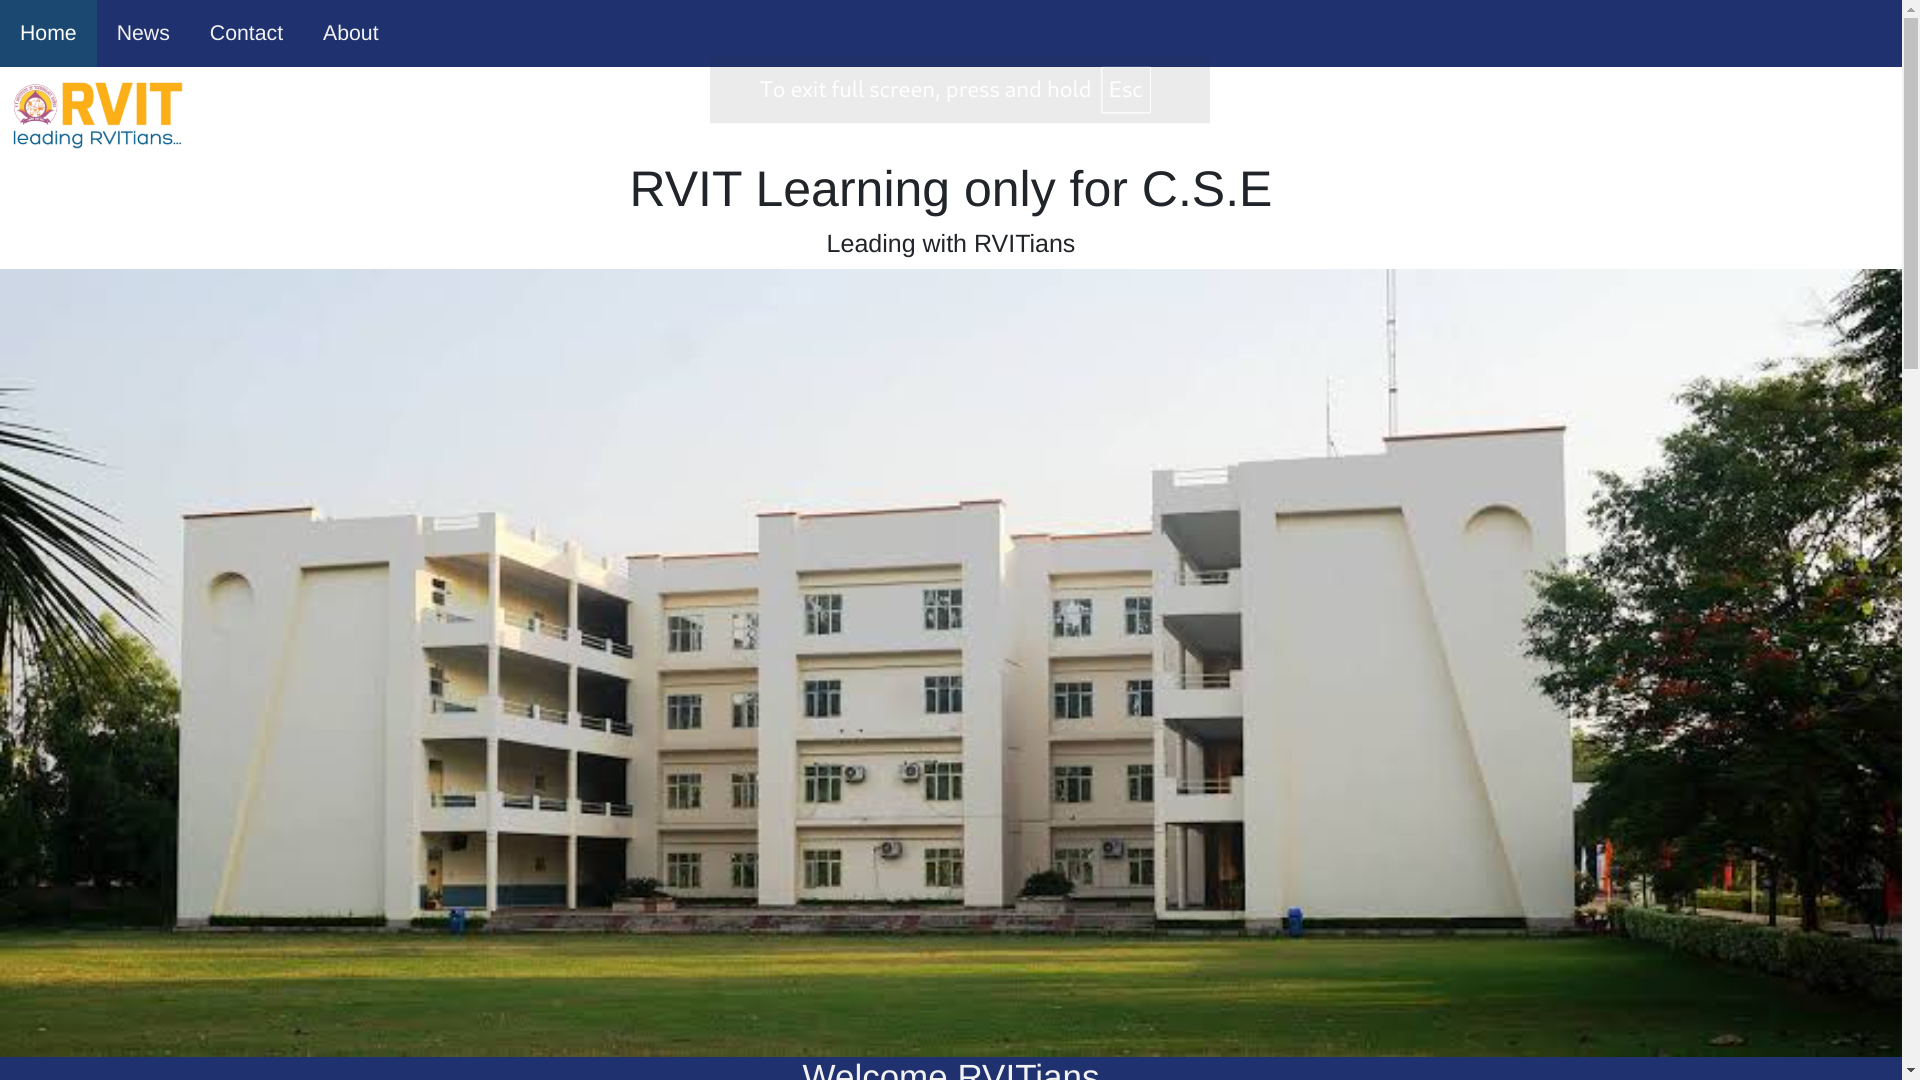 Home News Contact About
RVIT
leading RVITians...
To exit full screen, press and hold Esc
RVIT Learning only for C.S.E
Leading with RVITians
Welcome RVITians